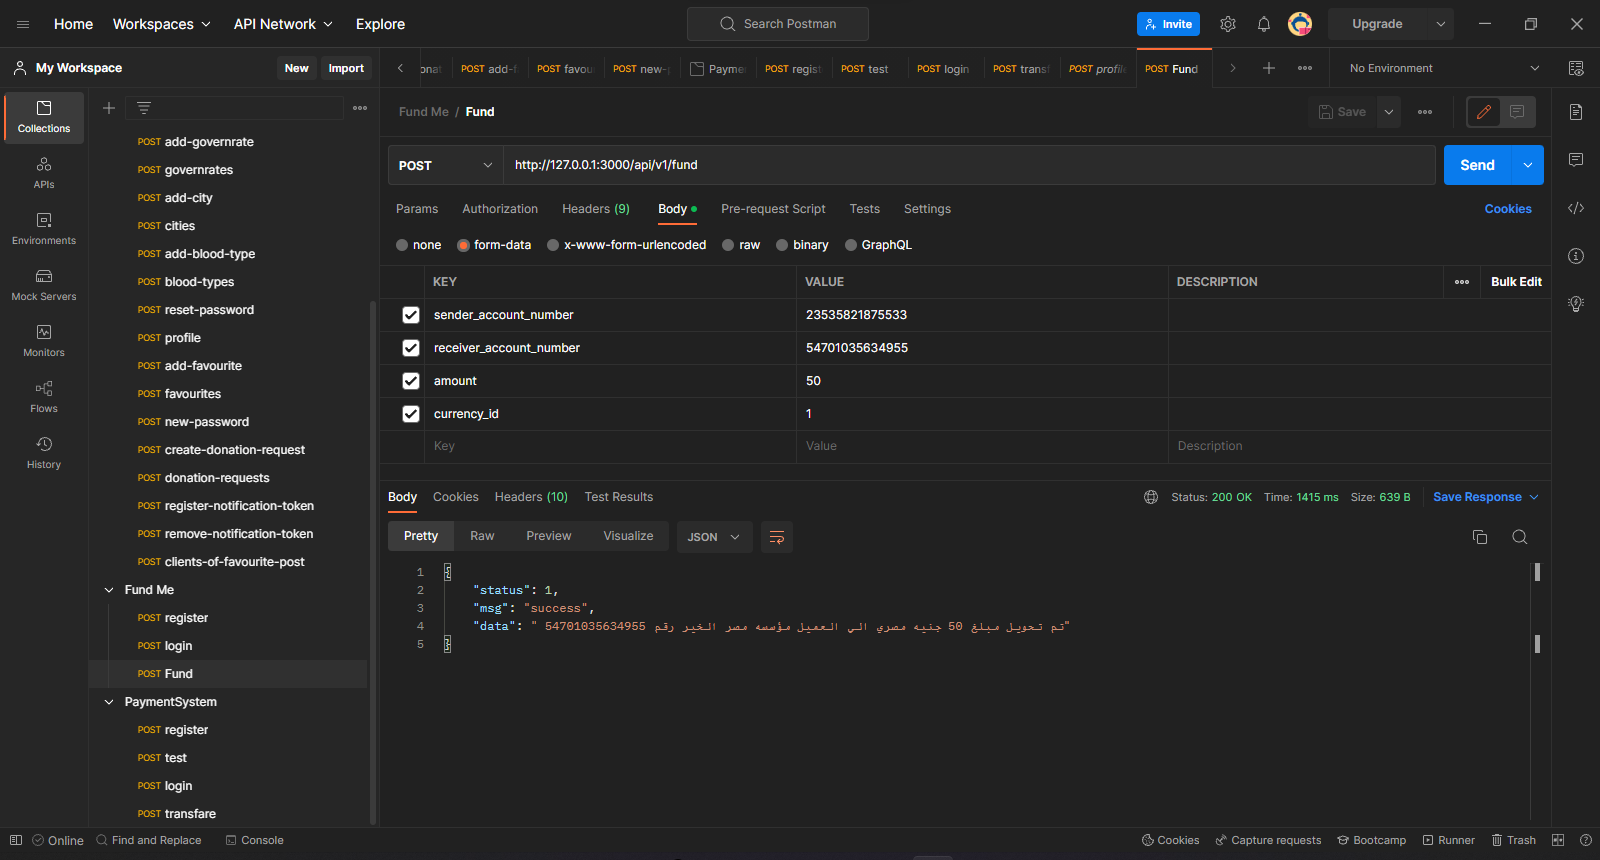 Home Workspaces API Network Explore Search Postman Invite Upgrade
My Workspace New Import
POST add-f POST favou POST new- Payme POST regist POST test POST login POST transf POST profile POST Fund No Environment
Collections
APIs
Environments
Mock Servers
Monitors
Flows
History
POST add-governrate
POST governrates
POST add-city
POST cities
POST add-blood-type
POST blood-types
POST reset-password
POST profile
POST add-favourite
POST favourites
POST new-password
POST create-donation-request
POST donation-requests
POST register-notification-token
POST remove-notification-token
POST clients-of-favourite-post
Fund Me
POST register
POST login
POST Fund
PaymentSystem
POST register
POST test
POST login
POST transfare
Fund Me / Fund Save
POST http://127.0.0.1:3000/api/v1/fund Send
Params Authorization Headers (9) Body Pre-request Script Tests Settings Cookies
none form-data x-www-form-urlencoded raw binary GraphQL
KEY VALUE DESCRIPTION Bulk Edit
sender_account_number 23535821875533
receiver_account_number 54701035634955
amount 50
currency_id 1
Key Value Description
Body Cookies Headers (10) Test Results Status: 200 OK Time: 1415 ms Size: 639 B Save Response
Pretty Raw Preview Visualize JSON
1 {
2 "status": 1,
3 "msg": "success",
4 "data": "تم تحويل مبلغ 50 جنيه مصري الي العميل مؤسسه مصر الخير رقم 54701035634955 "
5 }
Online Find and Replace Console Cookies Capture requests Bootcamp Runner Trash